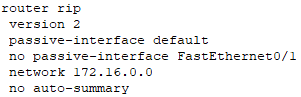 router rip
version 2
passive-interface default
no passive-interface FastEthernet0/1
network 172.16.0.0
no auto-summary